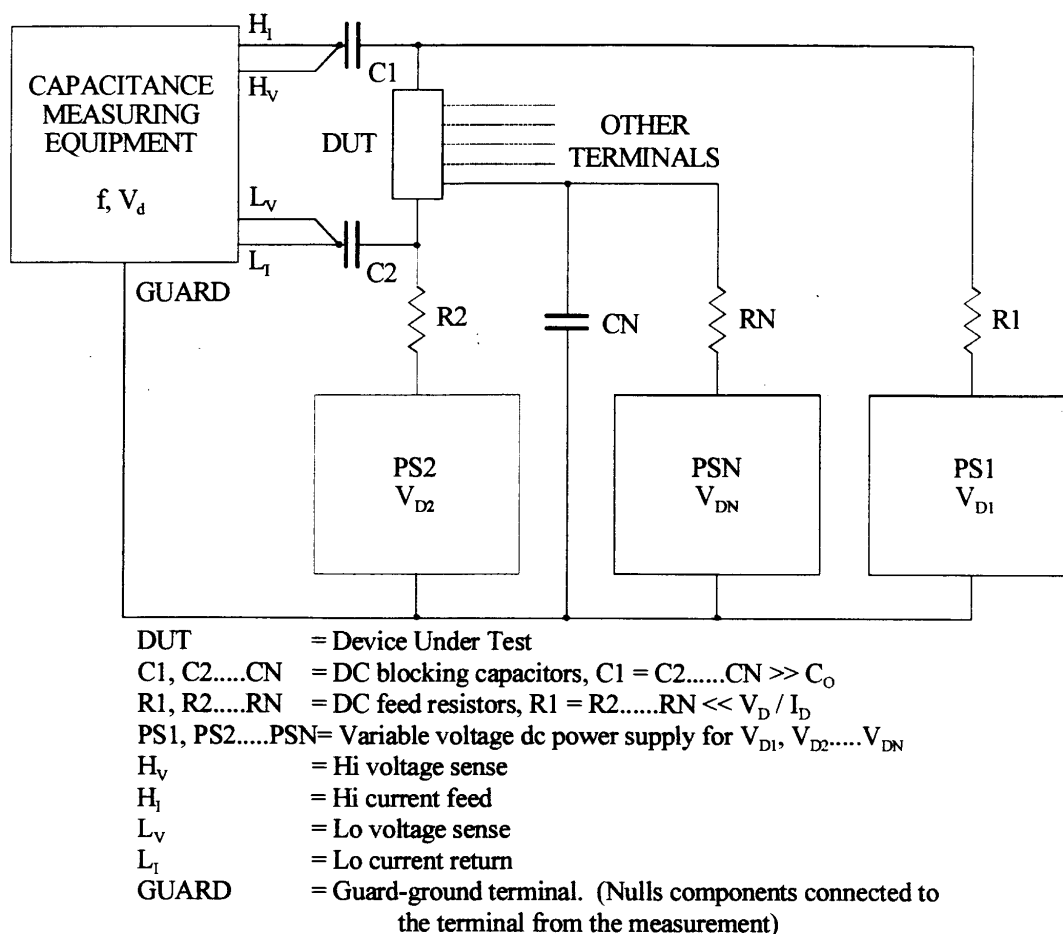 H_I
C1
H_V
CAPACITANCE
MEASURING
EQUIPMENT
f, V_d
DUT
OTHER
TERMINALS
L_V
L_I
C2
GUARD
R2
CN
RN
R1
PS2
V_D2
PSN
V_DN
PS1
V_D1
DUT = Device Under Test
C1, C2.....CN = DC blocking capacitors, C1 = C2......CN >> C_O
R1, R2.....RN = DC feed resistors, R1 = R2......RN << V_D / I_D
PS1, PS2.....PSN= Variable voltage dc power supply for V_D1, V_D2.....V_DN
H_V = Hi voltage sense
H_I = Hi current feed
L_V = Lo voltage sense
L_I = Lo current return
GUARD = Guard-ground terminal. (Nulls components connected to
the terminal from the measurement)